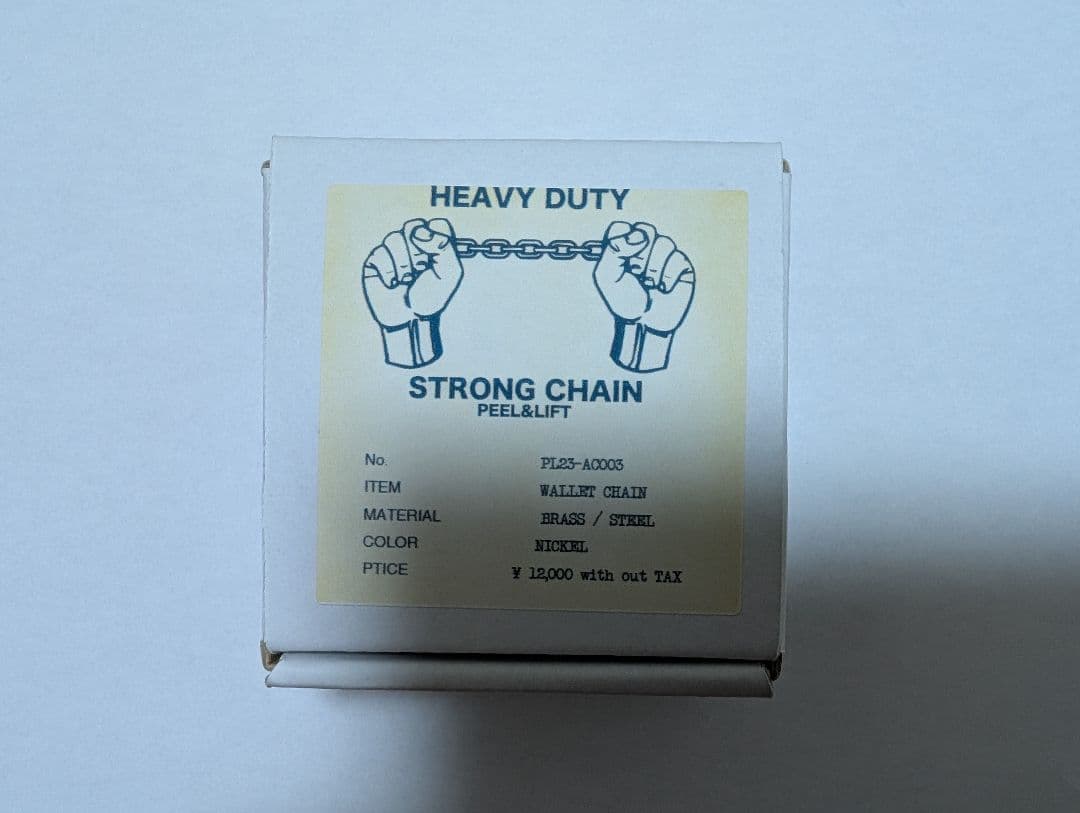 HEAVY DUTY
STRONG CHAIN
PEEL&LIFT
No. PL23-AC003
ITEM WALLET CHAIN
MATERIAL BRASS / STEEL
COLOR NICKEL
PTICE ¥ 12,000 with out TAX